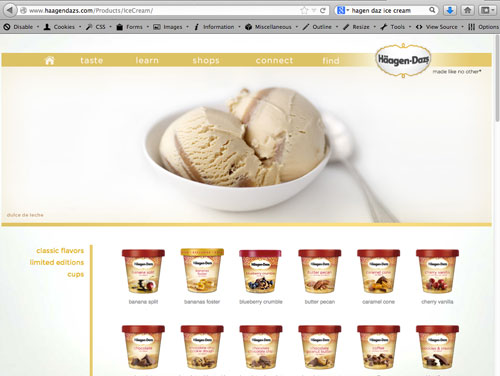 www.haagendazs.com/Products/IceCream/
hagen daz ice cream
Disable Cookies CSS Forms Images Information Miscellaneous Outline Resize Tools View Source Options
taste learn shops connect find
Häagen-Dazs
made like no other®
dulce de leche
classic flavors
limited editions
cups
banana split bananas foster blueberry crumble butter pecan caramel cone cherry vanilla